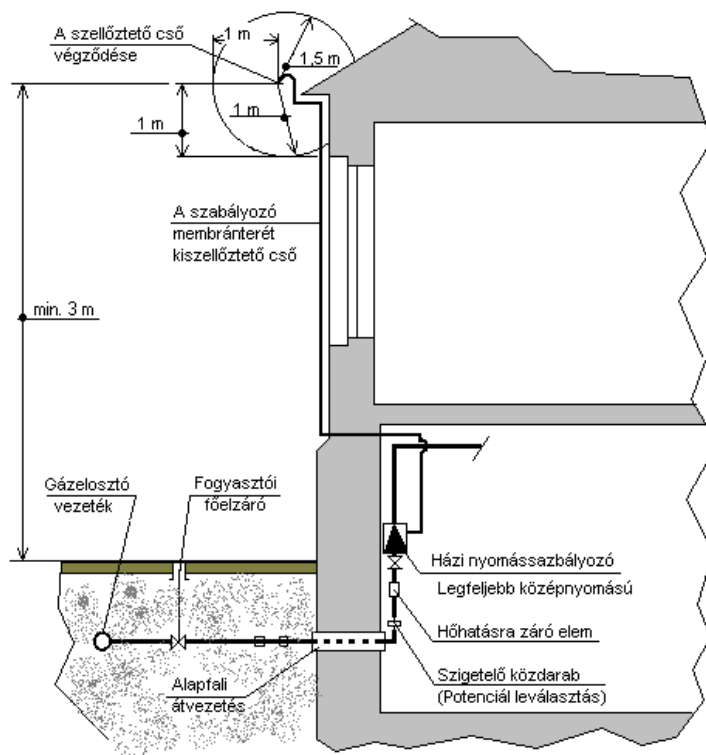 A szellőztető cső
végződése
1 m
1,5 m
1 m
1 m
A szabályozó
membránterét
kiszellőztető cső
min. 3 m
Gázelosztó
vezeték
Fogyasztói
főelzáró
Házi nyomássazbályozó
Legfeljebb középnyomású
Hőhatásra záró elem
Szigetelő közdarab
(Potenciál leválasztás)
Alapfali
átvezetés